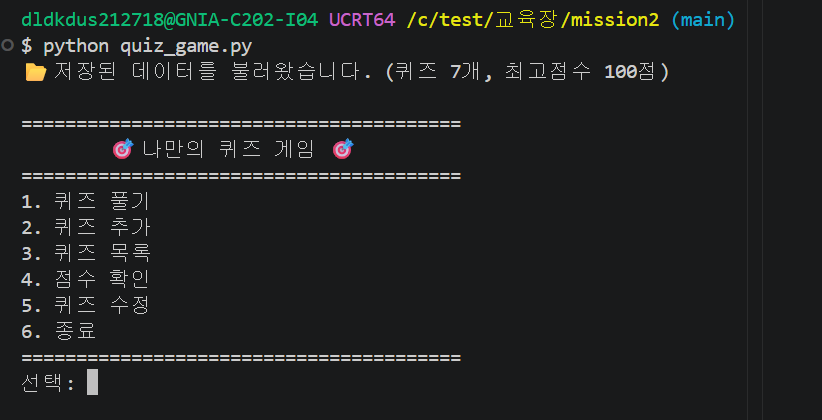 dldkdus212718@GNIA-C202-I04 UCRT64 /c/test/교육장/mission2 (main)
$ python quiz_game.py
📂 저장된 데이터를 불러왔습니다. (퀴즈 7개, 최고점수 100점)
========================================
🎯 나만의 퀴즈 게임 🎯
========================================
1. 퀴즈 풀기
2. 퀴즈 추가
3. 퀴즈 목록
4. 점수 확인
5. 퀴즈 수정
6. 종료
========================================
선택: